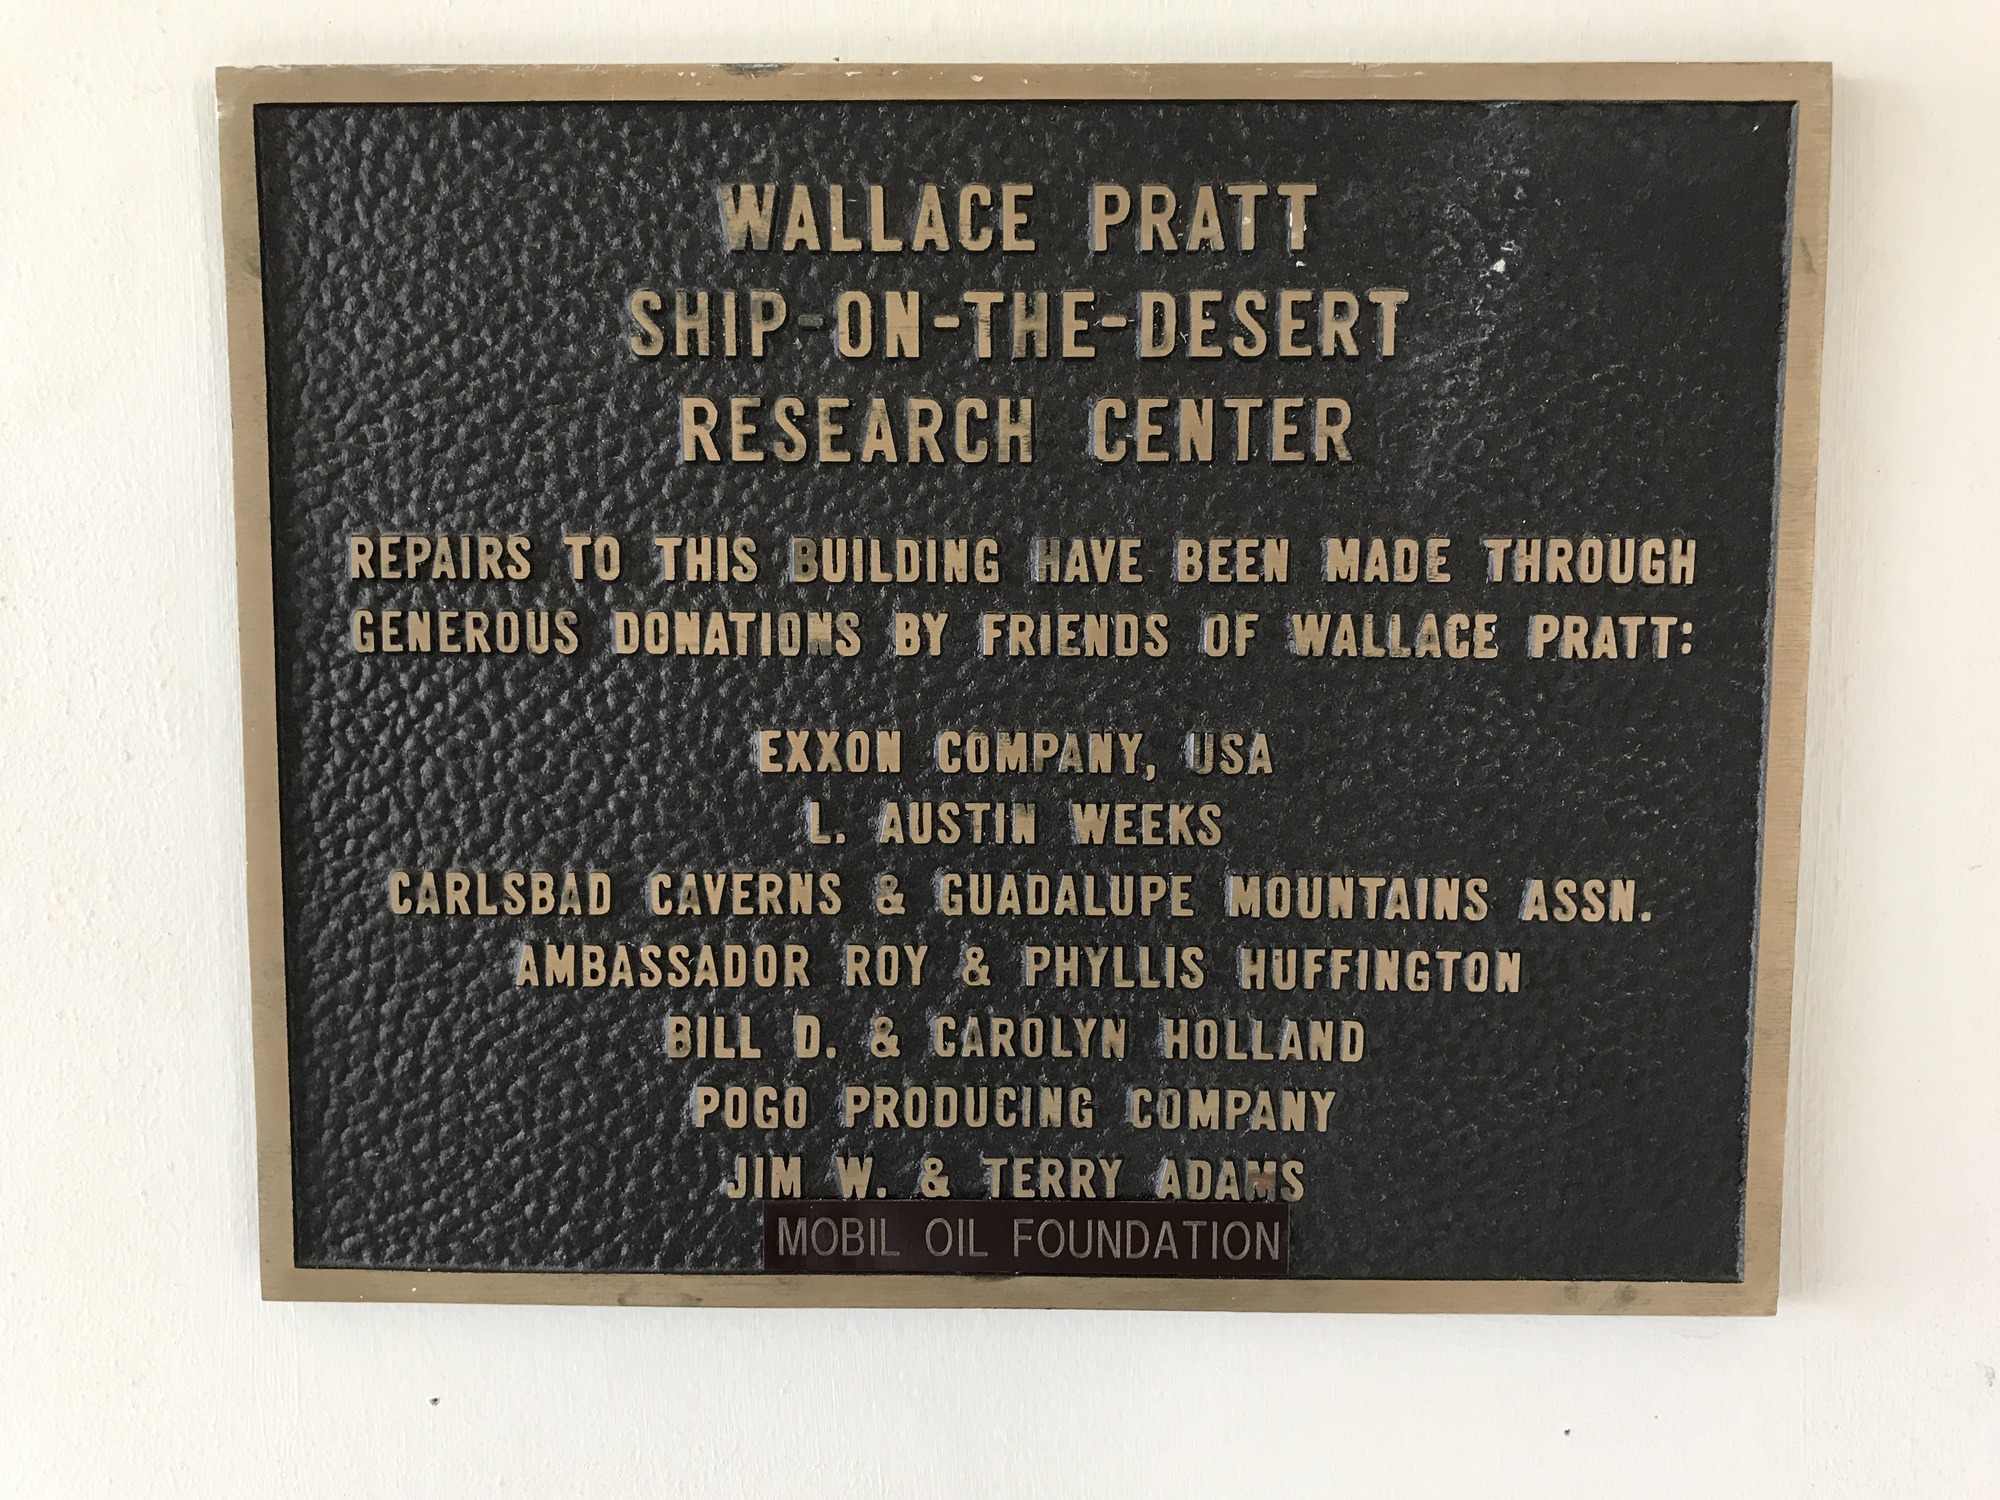 WALLACE PRATT
SHIP-ON-THE-DESERT
RESEARCH CENTER
REPAIRS TO THIS BUILDING HAVE BEEN MADE THROUGH
GENEROUS DONATIONS BY FRIENDS OF WALLACE PRATT:
EXXON COMPANY, USA
L. AUSTIN WEEKS
CARLSBAD CAVERNS & GUADALUPE MOUNTAINS ASSN.
AMBASSADOR ROY & PHYLLIS HUFFINGTON
BILL D. & CAROLYN HOLLAND
POGO PRODUCING COMPANY
JIM W. & TERRY ADAMS
MOBIL OIL FOUNDATION